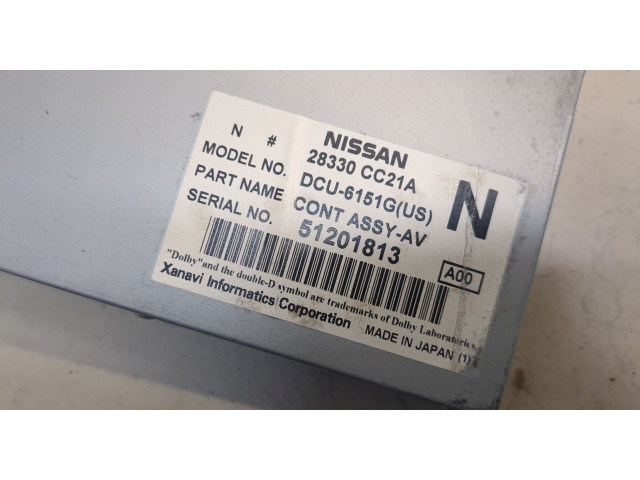 NISSAN
N # 28330 CC21A
MODEL NO. DCU-6151G(US)
PART NAME CONT ASSY-AV
SERIAL NO. 51201813
N
A00
"Dolby"and the double-D symbol are trademarks of Dolby Laboratories.
Xanavi Informatics Corporation MADE IN JAPAN (1)